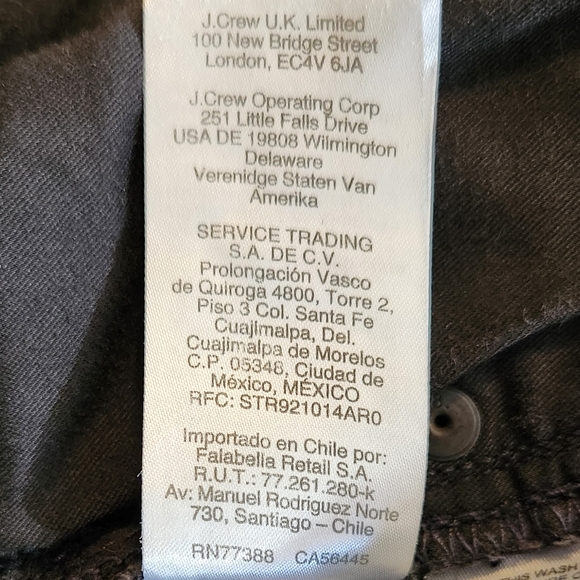 J.Crew U.K. Limited
100 New Bridge Street
London, EC4V 6JA
J.Crew Operating Corp
251 Little Falls Drive
USA DE 19808 Wilmington
Delaware
Verenidge Staten Van
Amerika
SERVICE TRADING
S.A. DE C.V.
Prolongación Vasco
de Quiroga 4800, Torre 2,
Piso 3 Col. Santa Fe
Cuajimalpa, Del.
Cuajimalpa de Morelos
C.P. 05348, Ciudad de
México, MÉXICO
RFC: STR921014AR0
Importado en Chile por:
Falabella Retail S.A.
R.U.T.: 77.261.280-k
Av: Manuel Rodriguez Norte
730, Santiago – Chile
RN77388 CA56445
WASH